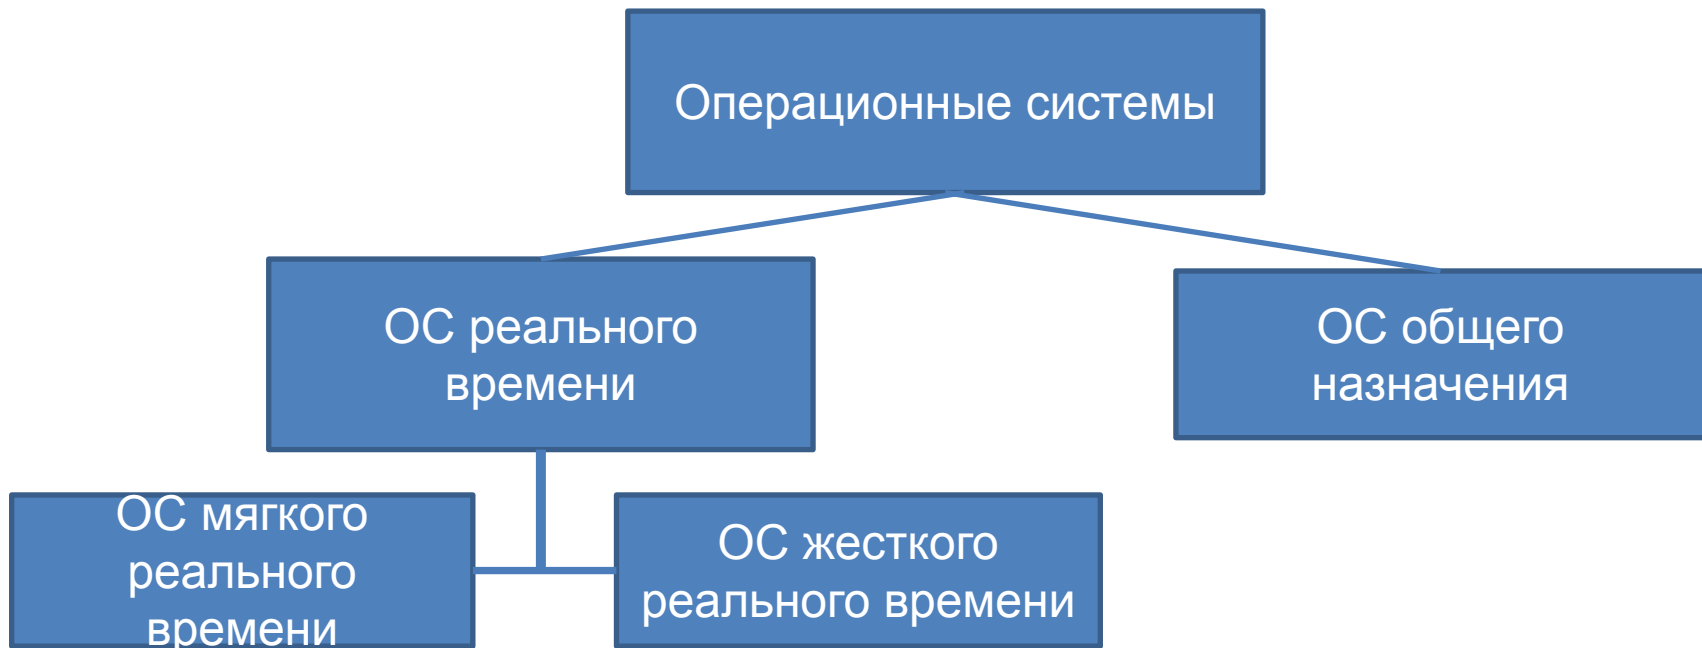 Операционные системы
ОС реального
времени
ОС общего
назначения
ОС мягкого
реального
времени
ОС жесткого
реального времени